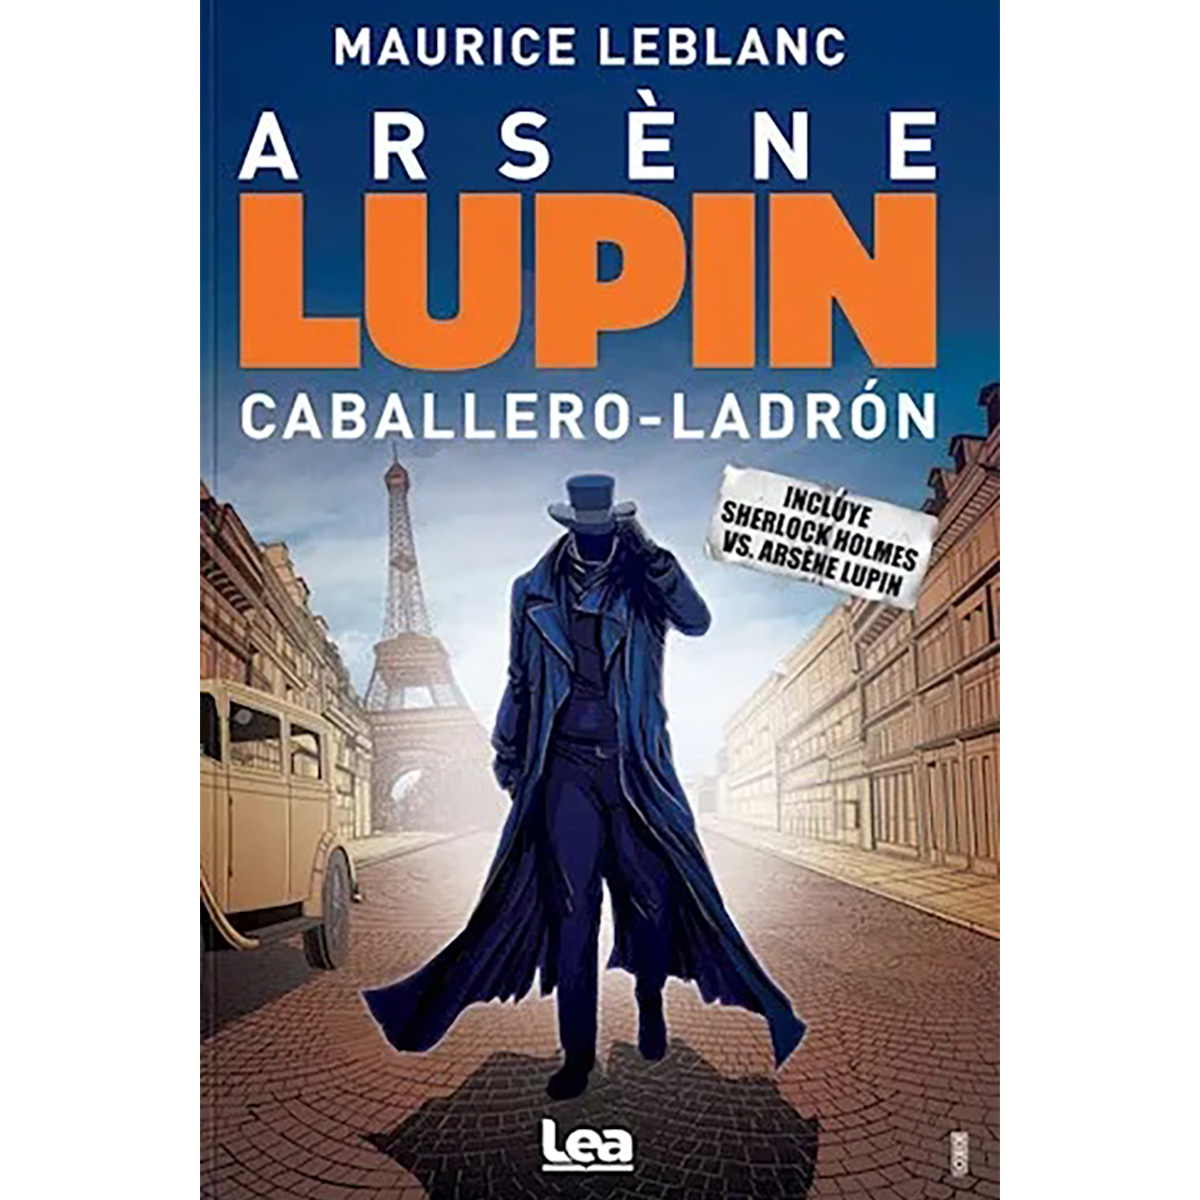 MAURICE LEBLANC
ARSÈNE
LUPIN
CABALLERO-LADRÓN
INCLÚYE
SHERLOCK HOLMES
VS. ARSÈNE LUPIN
Lea